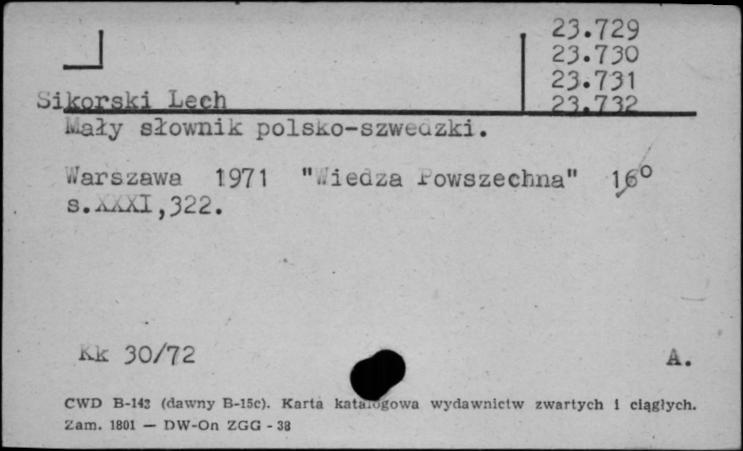 23.729
23.730
23.731
23.732
Sikorski Lech
Mały słownik polsko-szwedzki.
Warszawa 1971 "Wiedza Powszechna" 16°
s.XXXI,322.
Kk 30/72 A.
CWD B-143 (dawny B-15c). Karta katalogowa wydawnictw zwartych i ciągłych.
Zam. 1801 — DW-On ZGG - 38